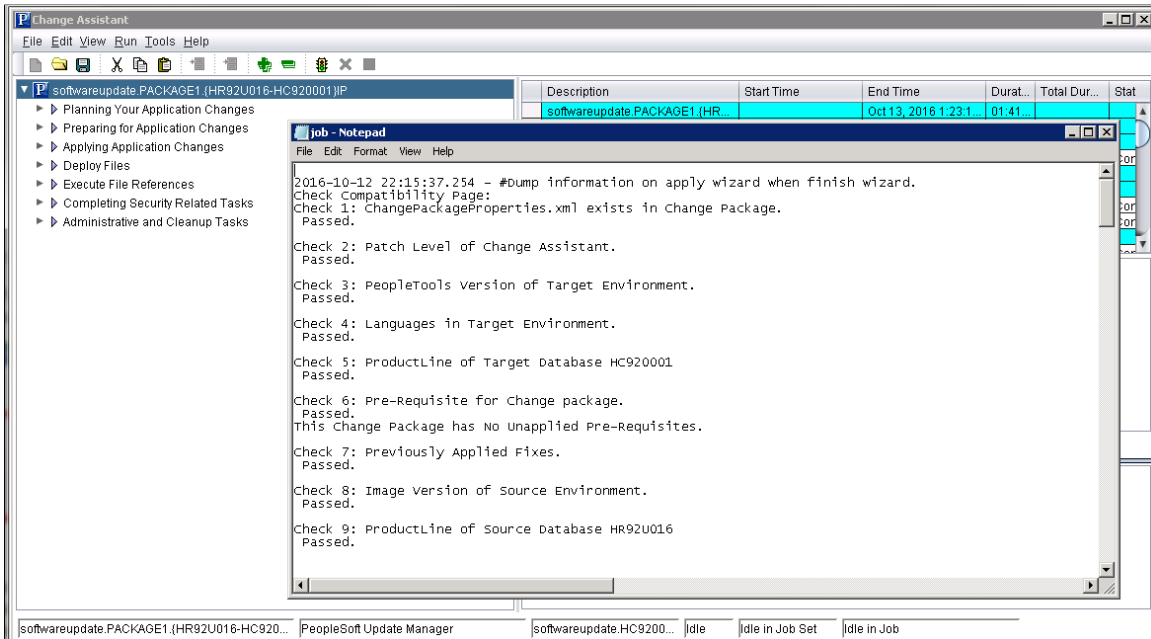 Change Assistant
File Edit View Run Tools Help
softwareupdate.PACKAGE1.{HR92U016-HC920001}IP
Planning Your Application Changes
Preparing for Application Changes
Applying Application Changes
Deploy Files
Execute File References
Completing Security Related Tasks
Administrative and Cleanup Tasks
Description Start Time End Time Durat... Total Dur... Stat
softwareupdate.PACKAGE1.{HR... Oct 13, 2016 1:23:1... 01:41...
job - Notepad
File Edit Format View Help
2016-10-12 22:15:37.254 - #Dump information on apply wizard when finish wizard.
Check Compatibility Page:
Check 1: ChangePackageProperties.xml exists in Change Package.
Passed.
Check 2: Patch Level of Change Assistant.
Passed.
Check 3: PeopleTools Version of Target Environment.
Passed.
Check 4: Languages in Target Environment.
Passed.
Check 5: ProductLine of Target Database HC920001
Passed.
Check 6: Pre-Requisite for Change package.
Passed.
This Change Package has No Unapplied Pre-Requisites.
Check 7: Previously Applied Fixes.
Passed.
Check 8: Image Version of Source Environment.
Passed.
Check 9: ProductLine of Source Database HR92U016
Passed.
softwareupdate.PACKAGE1.{HR92U016-HC920... PeopleSoft Update Manager softwareupdate.HC9200... Idle Idle in Job Set Idle in Job